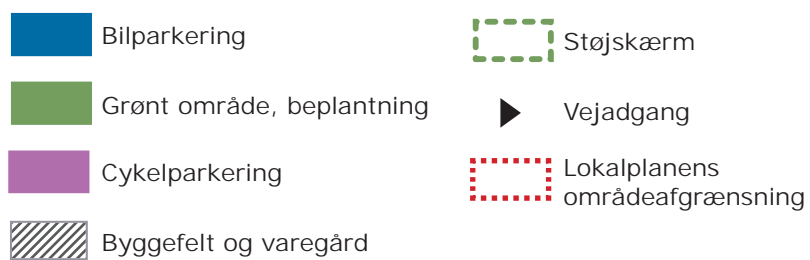 Bilparkering
Grønt område, beplantning
Cykelparkering
Byggefelt og varegård
Støjskærm
Vejadgang
Lokalplanens
områdeafgrænsning